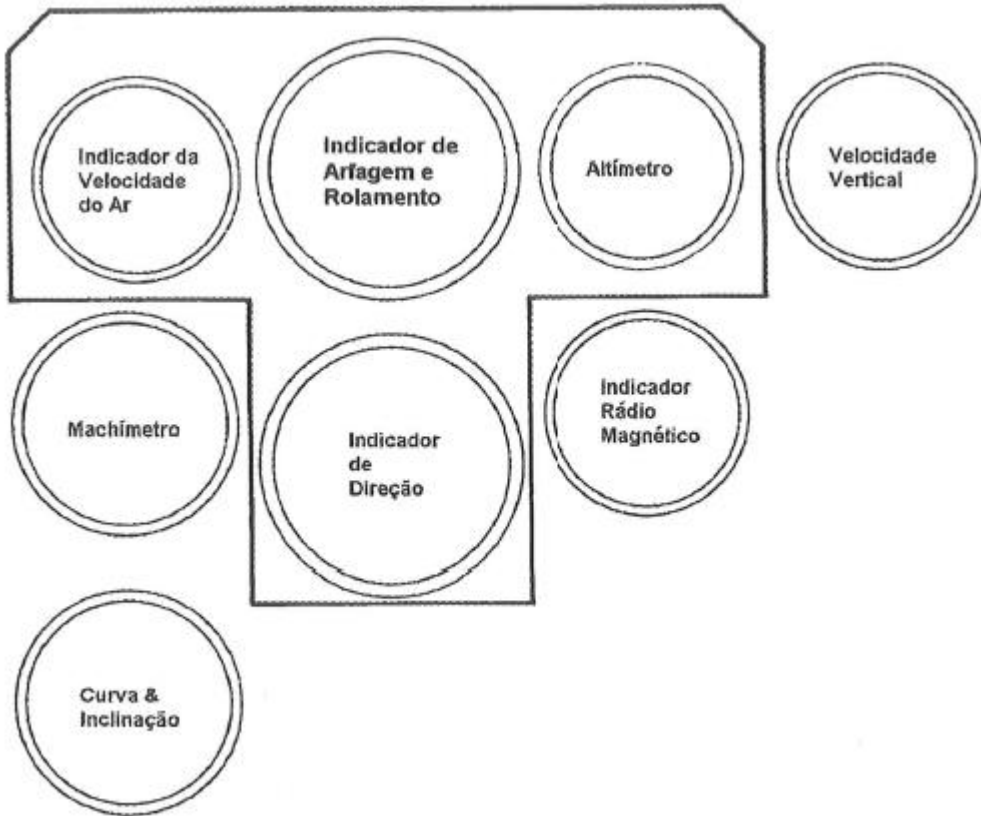 Indicador da
Velocidade
do Ar
Indicador de
Arfagem e
Rolamento
Altímetro
Velocidade
Vertical
Machímetro
Indicador
de
Direção
Indicador
Rádio
Magnético
Curva &
Inclinação